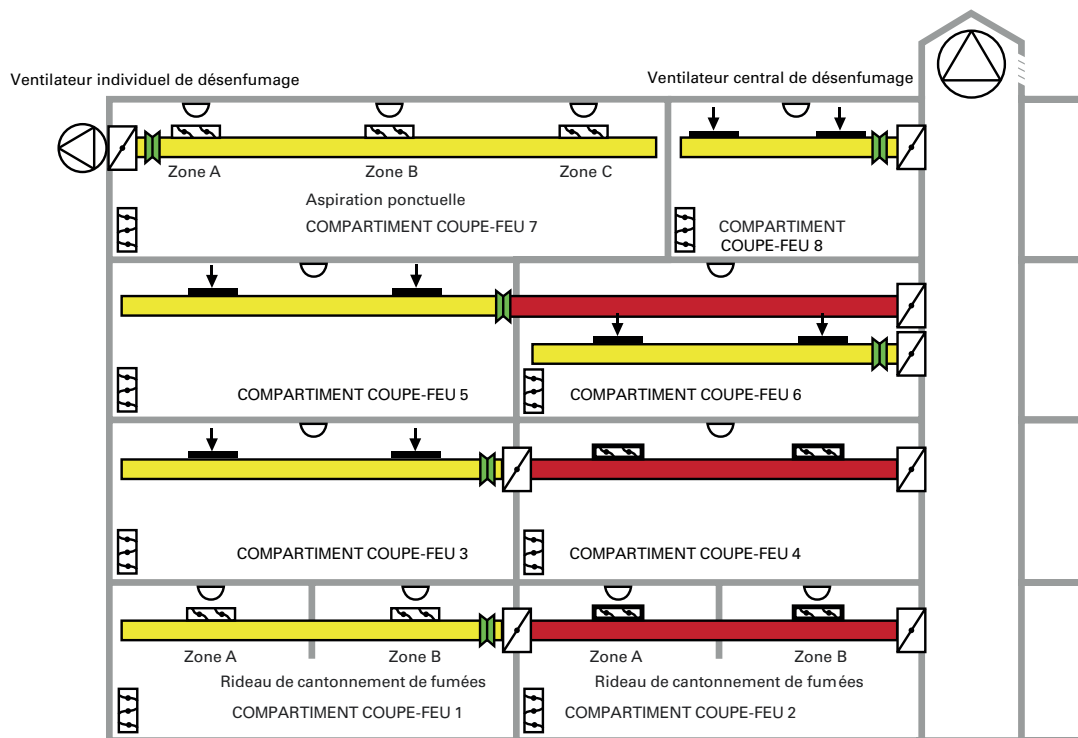 Ventilateur individuel de désenfumage
Ventilateur central de désenfumage
Zone A
Zone B
Zone C
Aspiration ponctuelle
COMPARTIMENT COUPE-FEU 7
COMPARTIMENT
COUPE-FEU 8
COMPARTIMENT COUPE-FEU 5
COMPARTIMENT COUPE-FEU 6
COMPARTIMENT COUPE-FEU 3
COMPARTIMENT COUPE-FEU 4
Zone A
Zone B
Zone A
Zone B
Rideau de cantonnement de fumées
Rideau de cantonnement de fumées
COMPARTIMENT COUPE-FEU 1
COMPARTIMENT COUPE-FEU 2